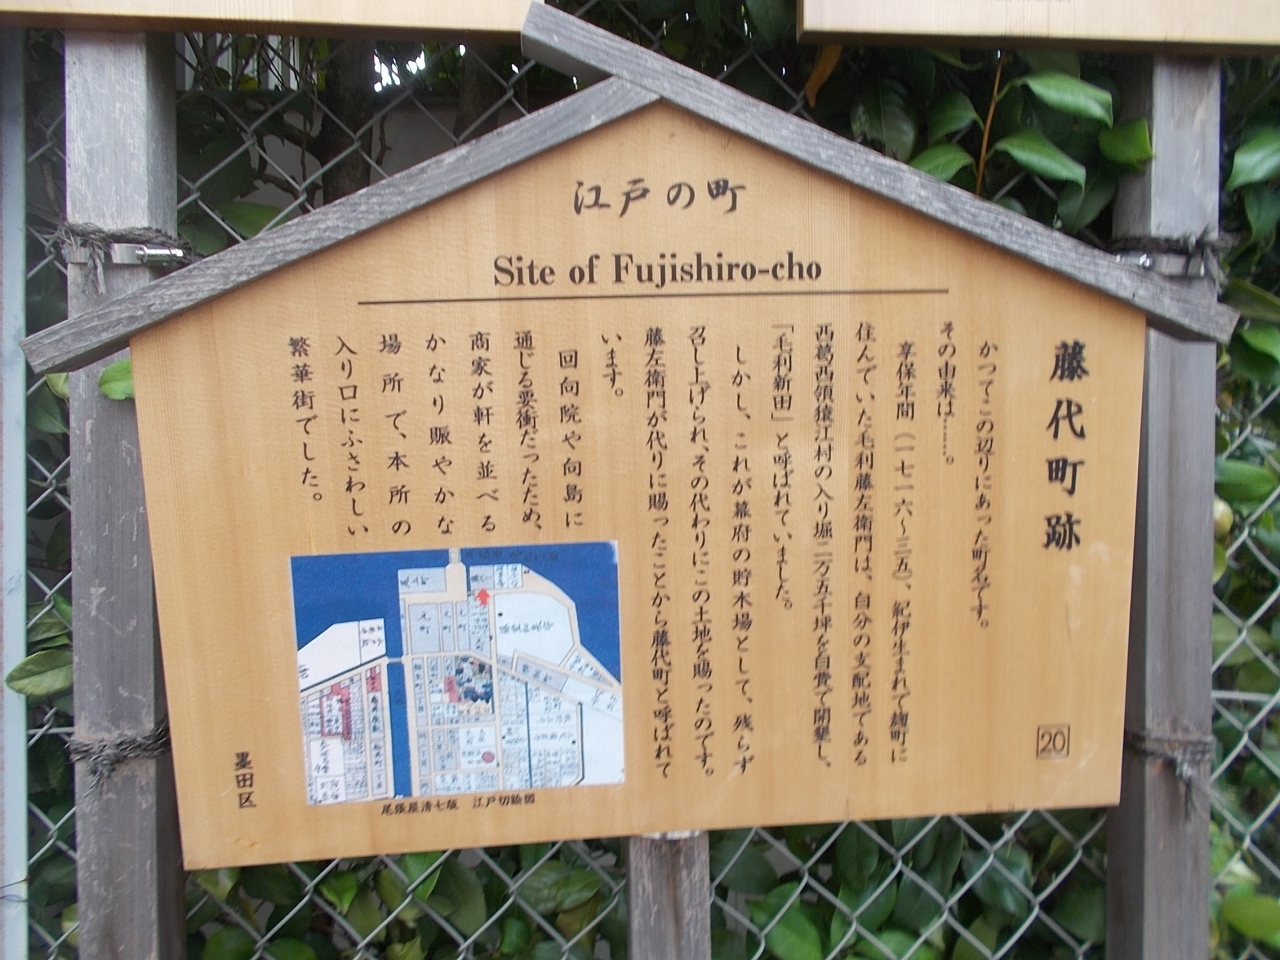 江戸の町
Site of Fujishiro-cho
藤代町跡
20
かつてこの辺りにあった町名です。
その由来は……。
享保年間（一七一六～三五）、紀伊生まれで麹町に
住んでいた毛利藤左衛門は、自分の支配地である
西葛西領猿江村の入り堀二万五千坪を自費で開墾し、
「毛利新田」と呼ばれていました。
しかし、これが幕府の貯木場として、残らず
召し上げられ、その代わりにこの土地を賜ったのです。
藤左衛門が代りに賜ったことから藤代町と呼ばれて
います。
回向院や向島に
通じる要衝だったため、
商家が軒を並べる
かなり賑やかな
場所で、本所の
入り口にふさわしい
繁華街でした。
尾張屋清七版　江戸切絵図
墨田区